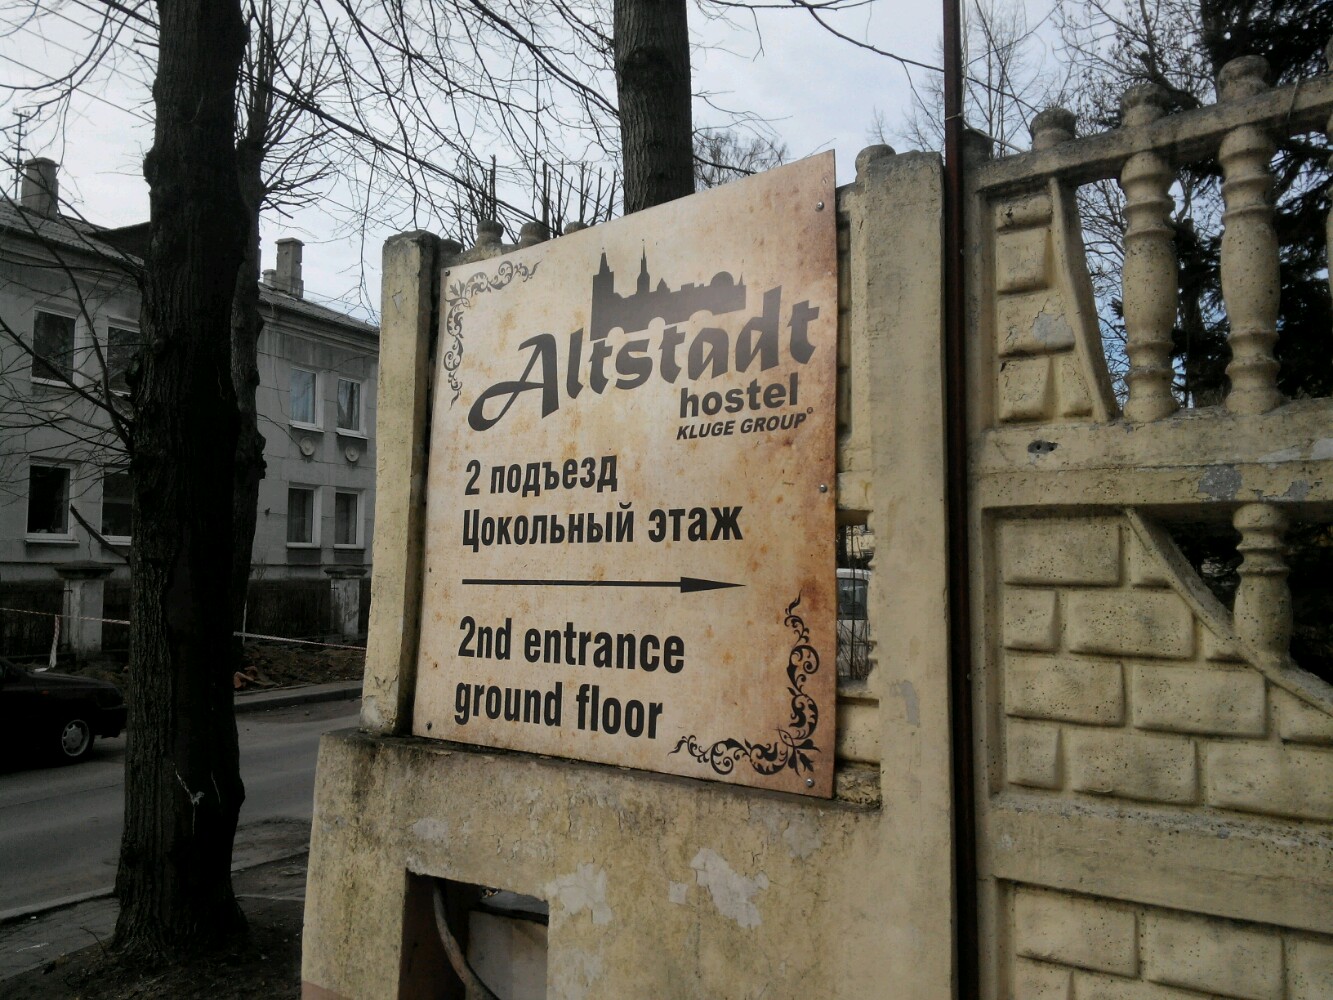 Altstadt
hostel
KLUGE GROUP®
2 подъезд
Цокольный этаж
2nd entrance
ground floor